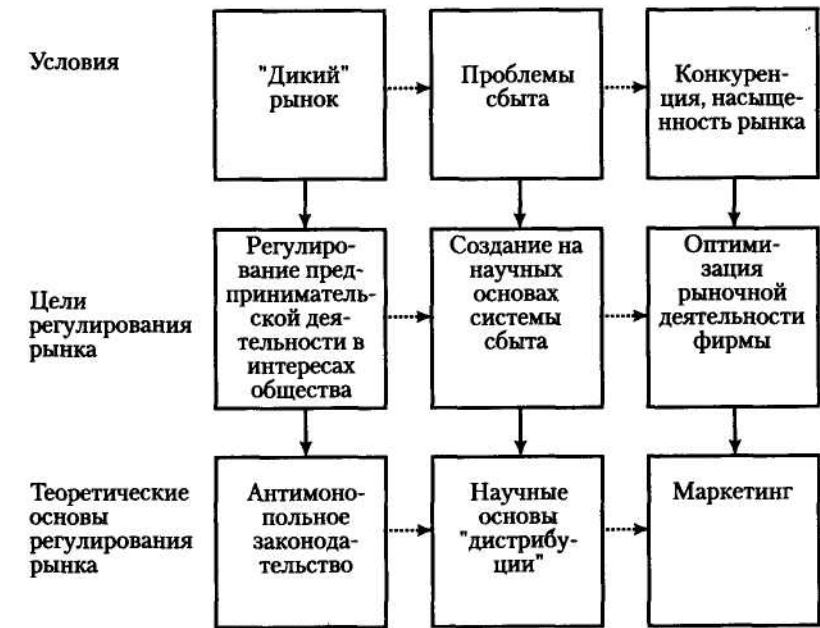 Условия
"Дикий"
рынок
Проблемы
сбыта
Конкурен-
ция, насыще-
нность рынка
Цели
регулирования
рынка
Регулиро-
вание пред-
приниматель-
ской дея-
тельности в
интересах
общества
Создание на
научных
основах
системы
сбыта
Оптими-
зация
рыночной
деятельности
фирмы
Теоретические
основы
регулирования
рынка
Антимоно-
польное
законода-
тельство
Научные
основы
"дистрибу-
ции"
Маркетинг